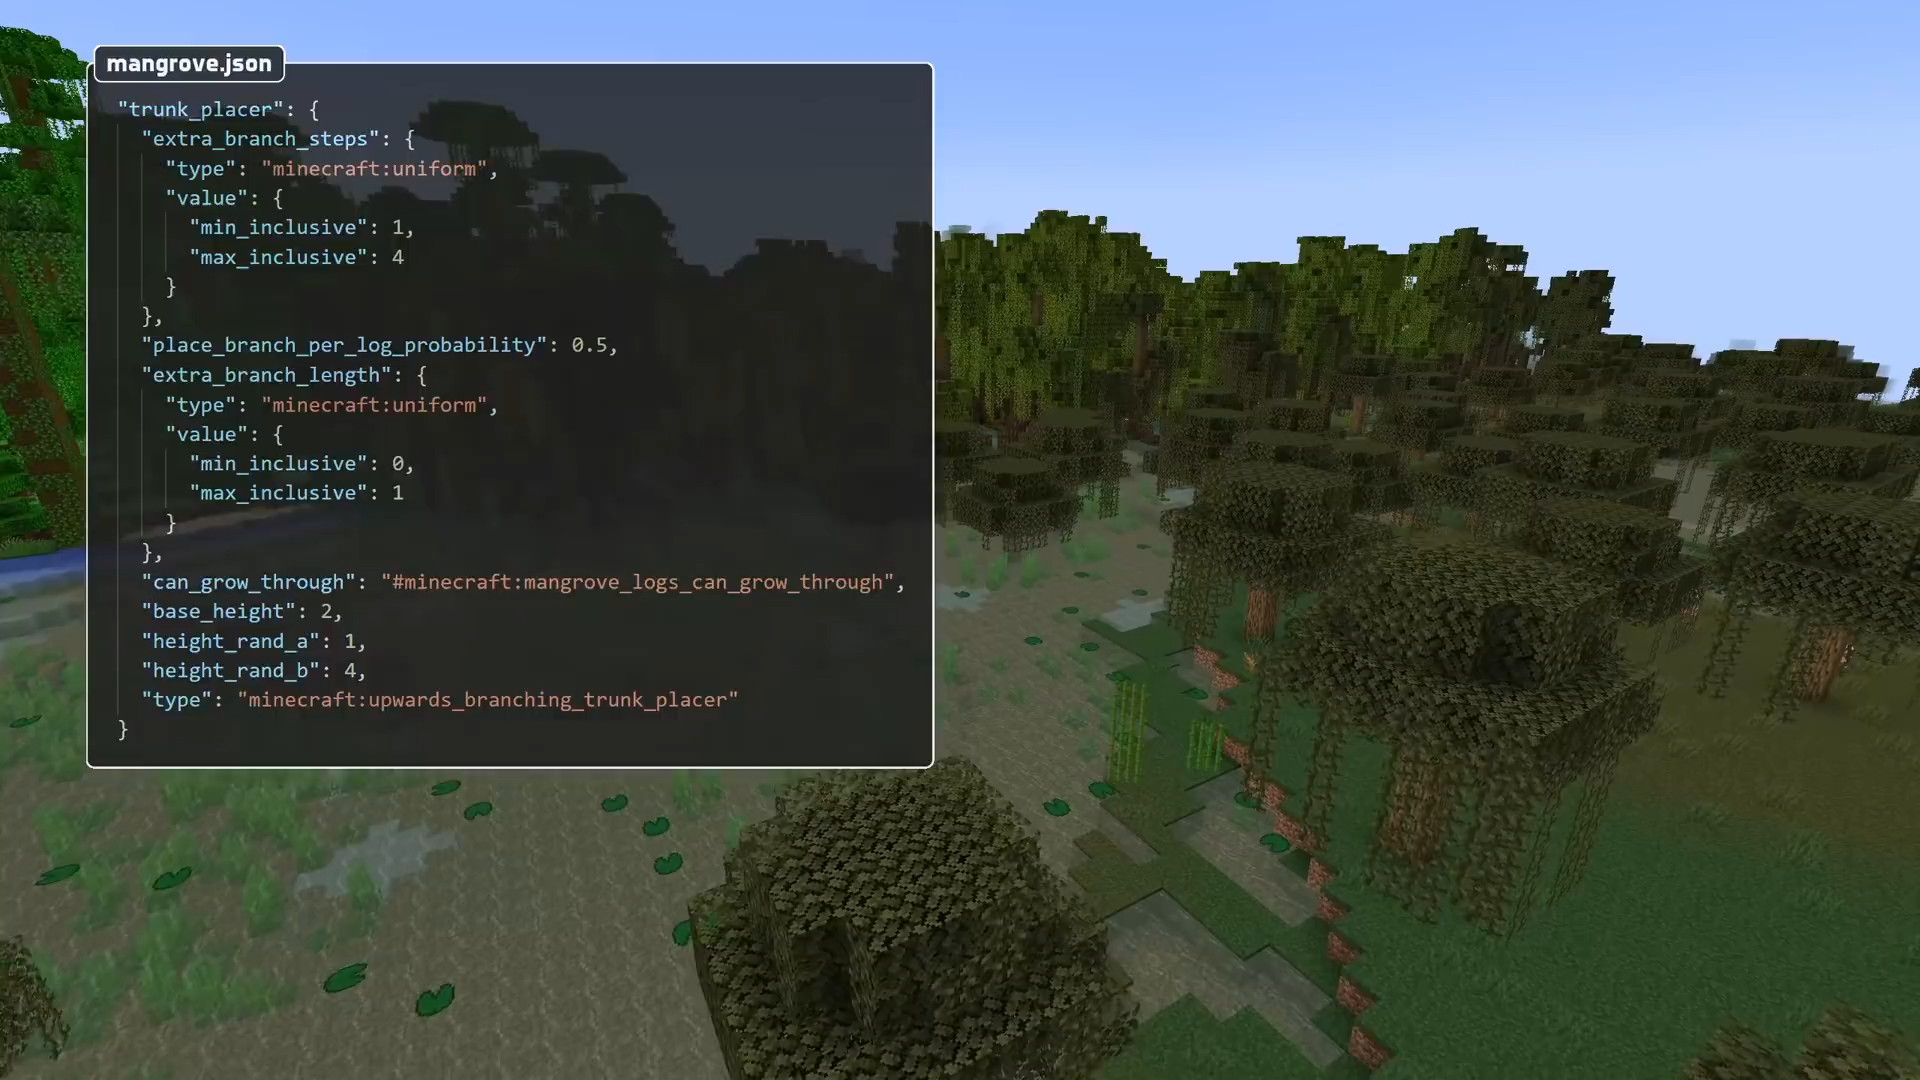 mangrove.json
"trunk_placer": {
"extra_branch_steps": {
"type": "minecraft:uniform",
"value": {
"min_inclusive": 1,
"max_inclusive": 4
}
},
"place_branch_per_log_probability": 0.5,
"extra_branch_length": {
"type": "minecraft:uniform",
"value": {
"min_inclusive": 0,
"max_inclusive": 1
}
},
"can_grow_through": "#minecraft:mangrove_logs_can_grow_through",
"base_height": 2,
"height_rand_a": 1,
"height_rand_b": 4,
"type": "minecraft:upwards_branching_trunk_placer"
}